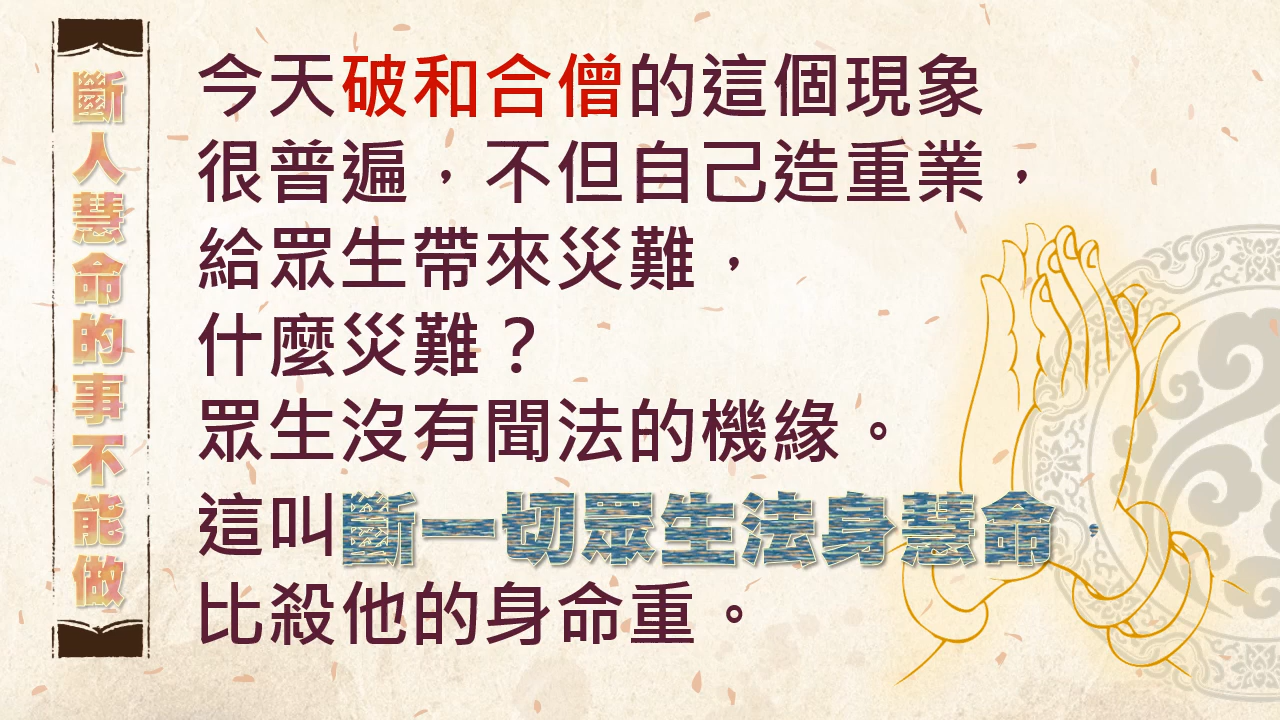 斷人慧命的事不能做
今天破和合僧的這個現象
很普遍，不但自己造重業，
給眾生帶來災難，
什麼災難？
眾生沒有聞法的機緣。
這叫斷一切眾生法身慧命，
比殺他的身命重。